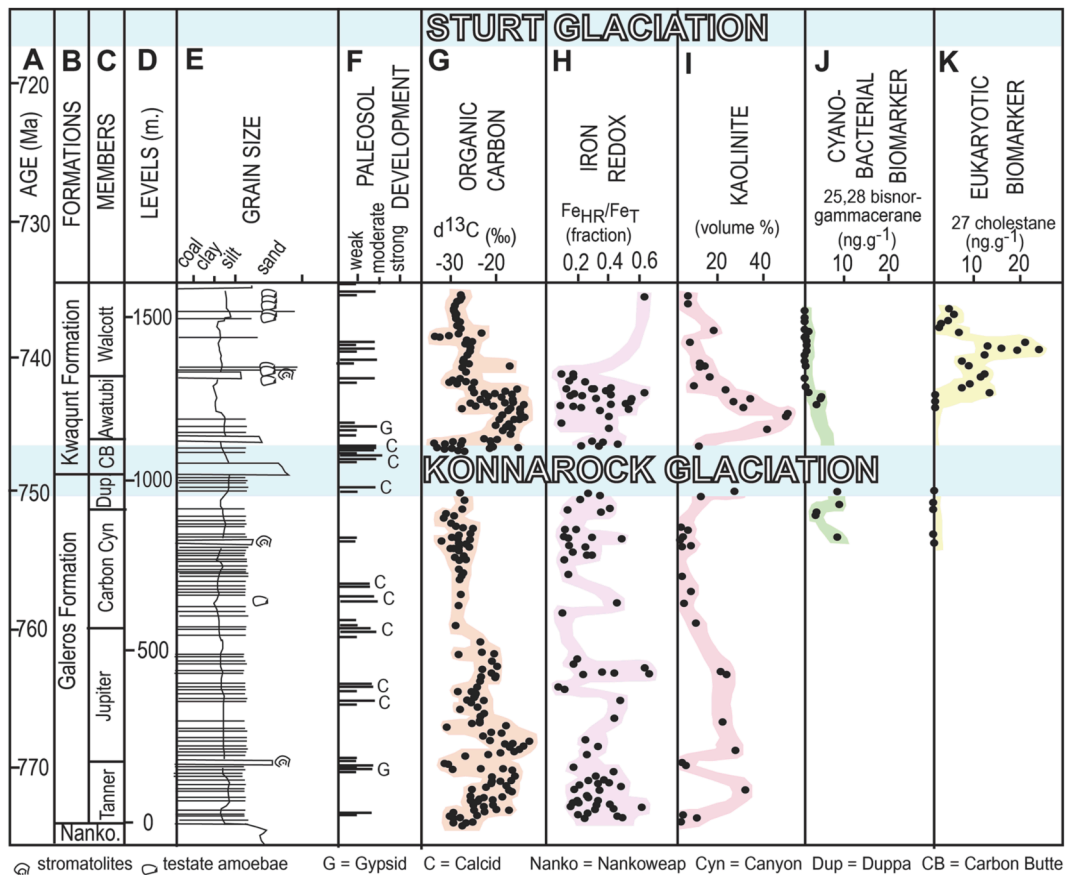 STURT GLACIATION
A
B
C
D
E
F
G
H
I
J
K
AGE (Ma)
FORMATIONS
MEMBERS
LEVELS (m.)
GRAIN SIZE
coal
clay
silt
sand
PALEOSOL
DEVELOPMENT
weak
moderate
strong
ORGANIC
CARBON
d13C (‰)
-30 -20
IRON
REDOX
FeHR/FeT
(fraction)
0.2 0.4 0.6
KAOLINITE
(volume %)
20 40
CYANO-
BACTERIAL
BIOMARKER
25,28 bisnor-
gammacerane
(ng.g-1)
10 20
EUKARYOTIC
BIOMARKER
27 cholestane
(ng.g-1)
10 20
720
730
740
750
760
770
Kwaqunt Formation
Galeros Formation
Nanko.
Walcott
Awatubi
CB
Dup
Carbon Cyn
Jupiter
Tanner
1500
1000
500
0
G
C
C
C
C
C
C
C
C
G
KONNAROCK GLACIATION
stromatolites testate amoebae G = Gypsid C = Calcid Nanko = Nankoweap Cyn = Canyon Dup = Duppa CB = Carbon Butte